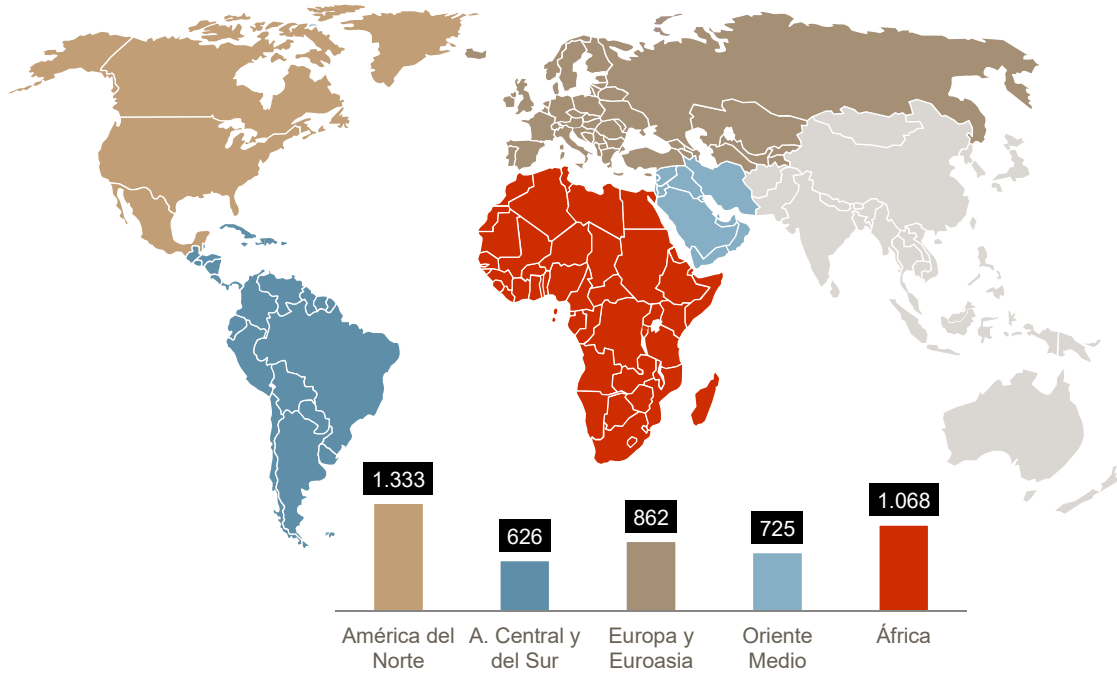 1.333
626
862
725
1.068
América del
Norte
A. Central y
del Sur
Europa y
Euroasia
Oriente
Medio
África